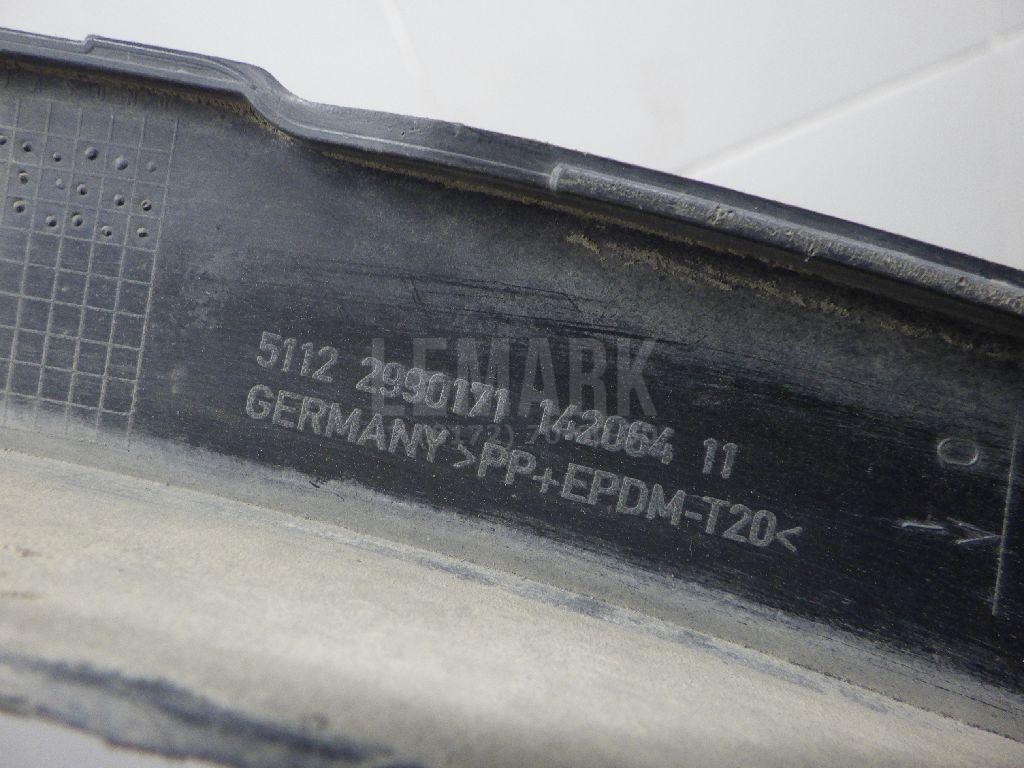 5112 2990171 142064 11
GERMANY >PP+EPDM-T20<
LEMARK